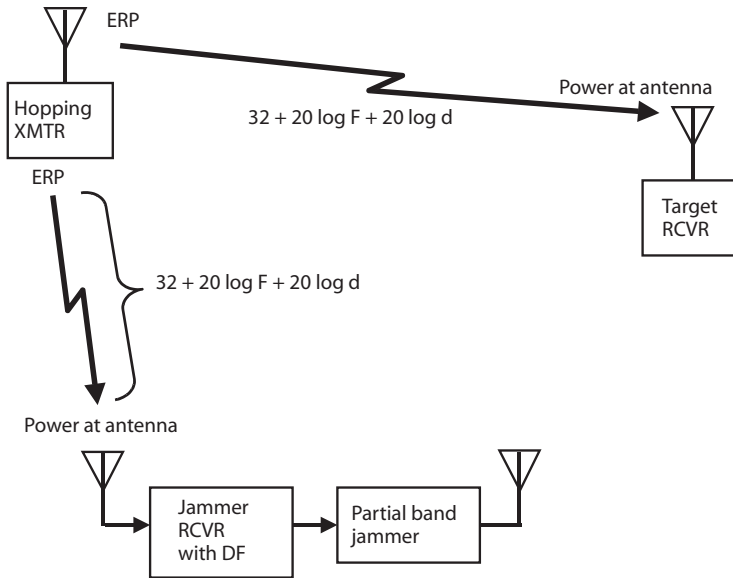 ERP
Power at antenna
Hopping
XMTR
32 + 20 log F + 20 log d
ERP
Target
RCVR
32 + 20 log F + 20 log d
Power at antenna
Jammer
RCVR
with DF
Partial band
jammer